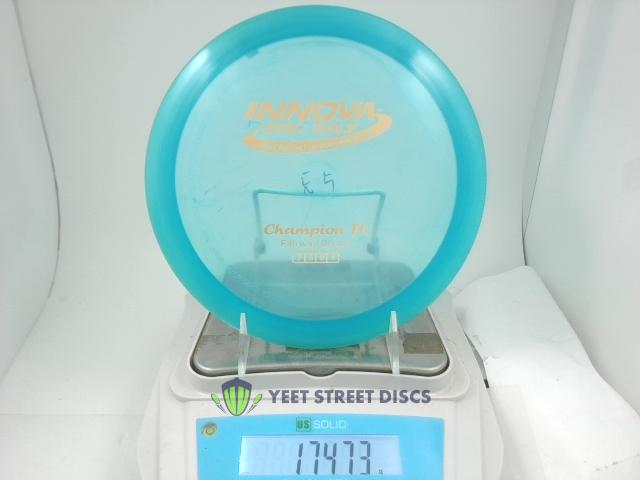 INNOVA
DISC GOLF
Champion TL
Fairway Driver
YEET STREET DISCS
US SOLID
174.73 g